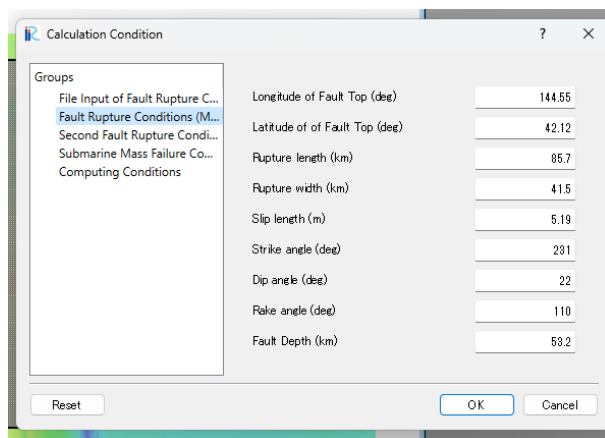 iRC Calculation Condition ? ×
Groups
File Input of Fault Rupture C...
Fault Rupture Conditions (M...
Second Fault Rupture Condi...
Submarine Mass Failure Co...
Computing Conditions
Longitude of Fault Top (deg) 144.55
Latitude of of Fault Top (deg) 42.12
Rupture length (km) 85.7
Rupture width (km) 41.5
Slip length (m) 5.19
Strike angle (deg) 231
Dip angle (deg) 22
Rake angle (deg) 110
Fault Depth (km) 53.2
Reset OK Cancel